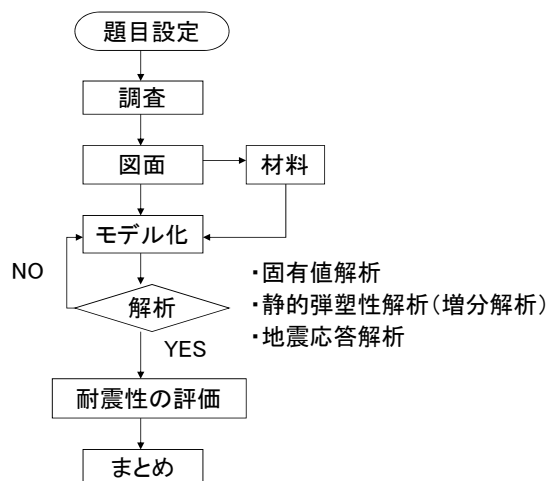 題目設定
調査
図面
材料
モデル化
NO
解析
・固有値解析
・静的弾塑性解析(増分解析)
・地震応答解析
YES
耐震性の評価
まとめ